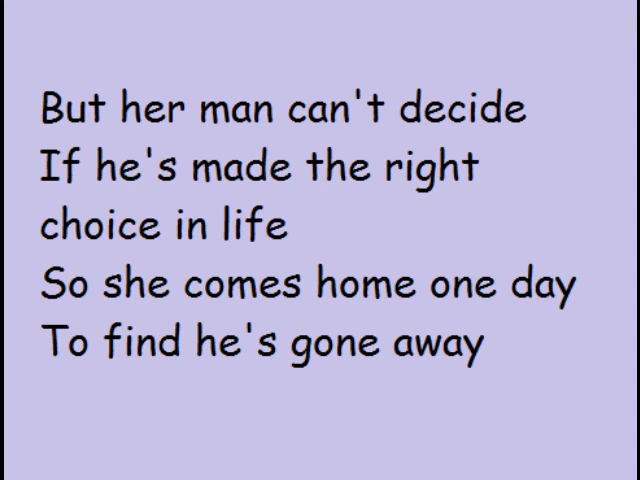 But her man can't decide
If he's made the right
choice in life
So she comes home one day
To find he's gone away